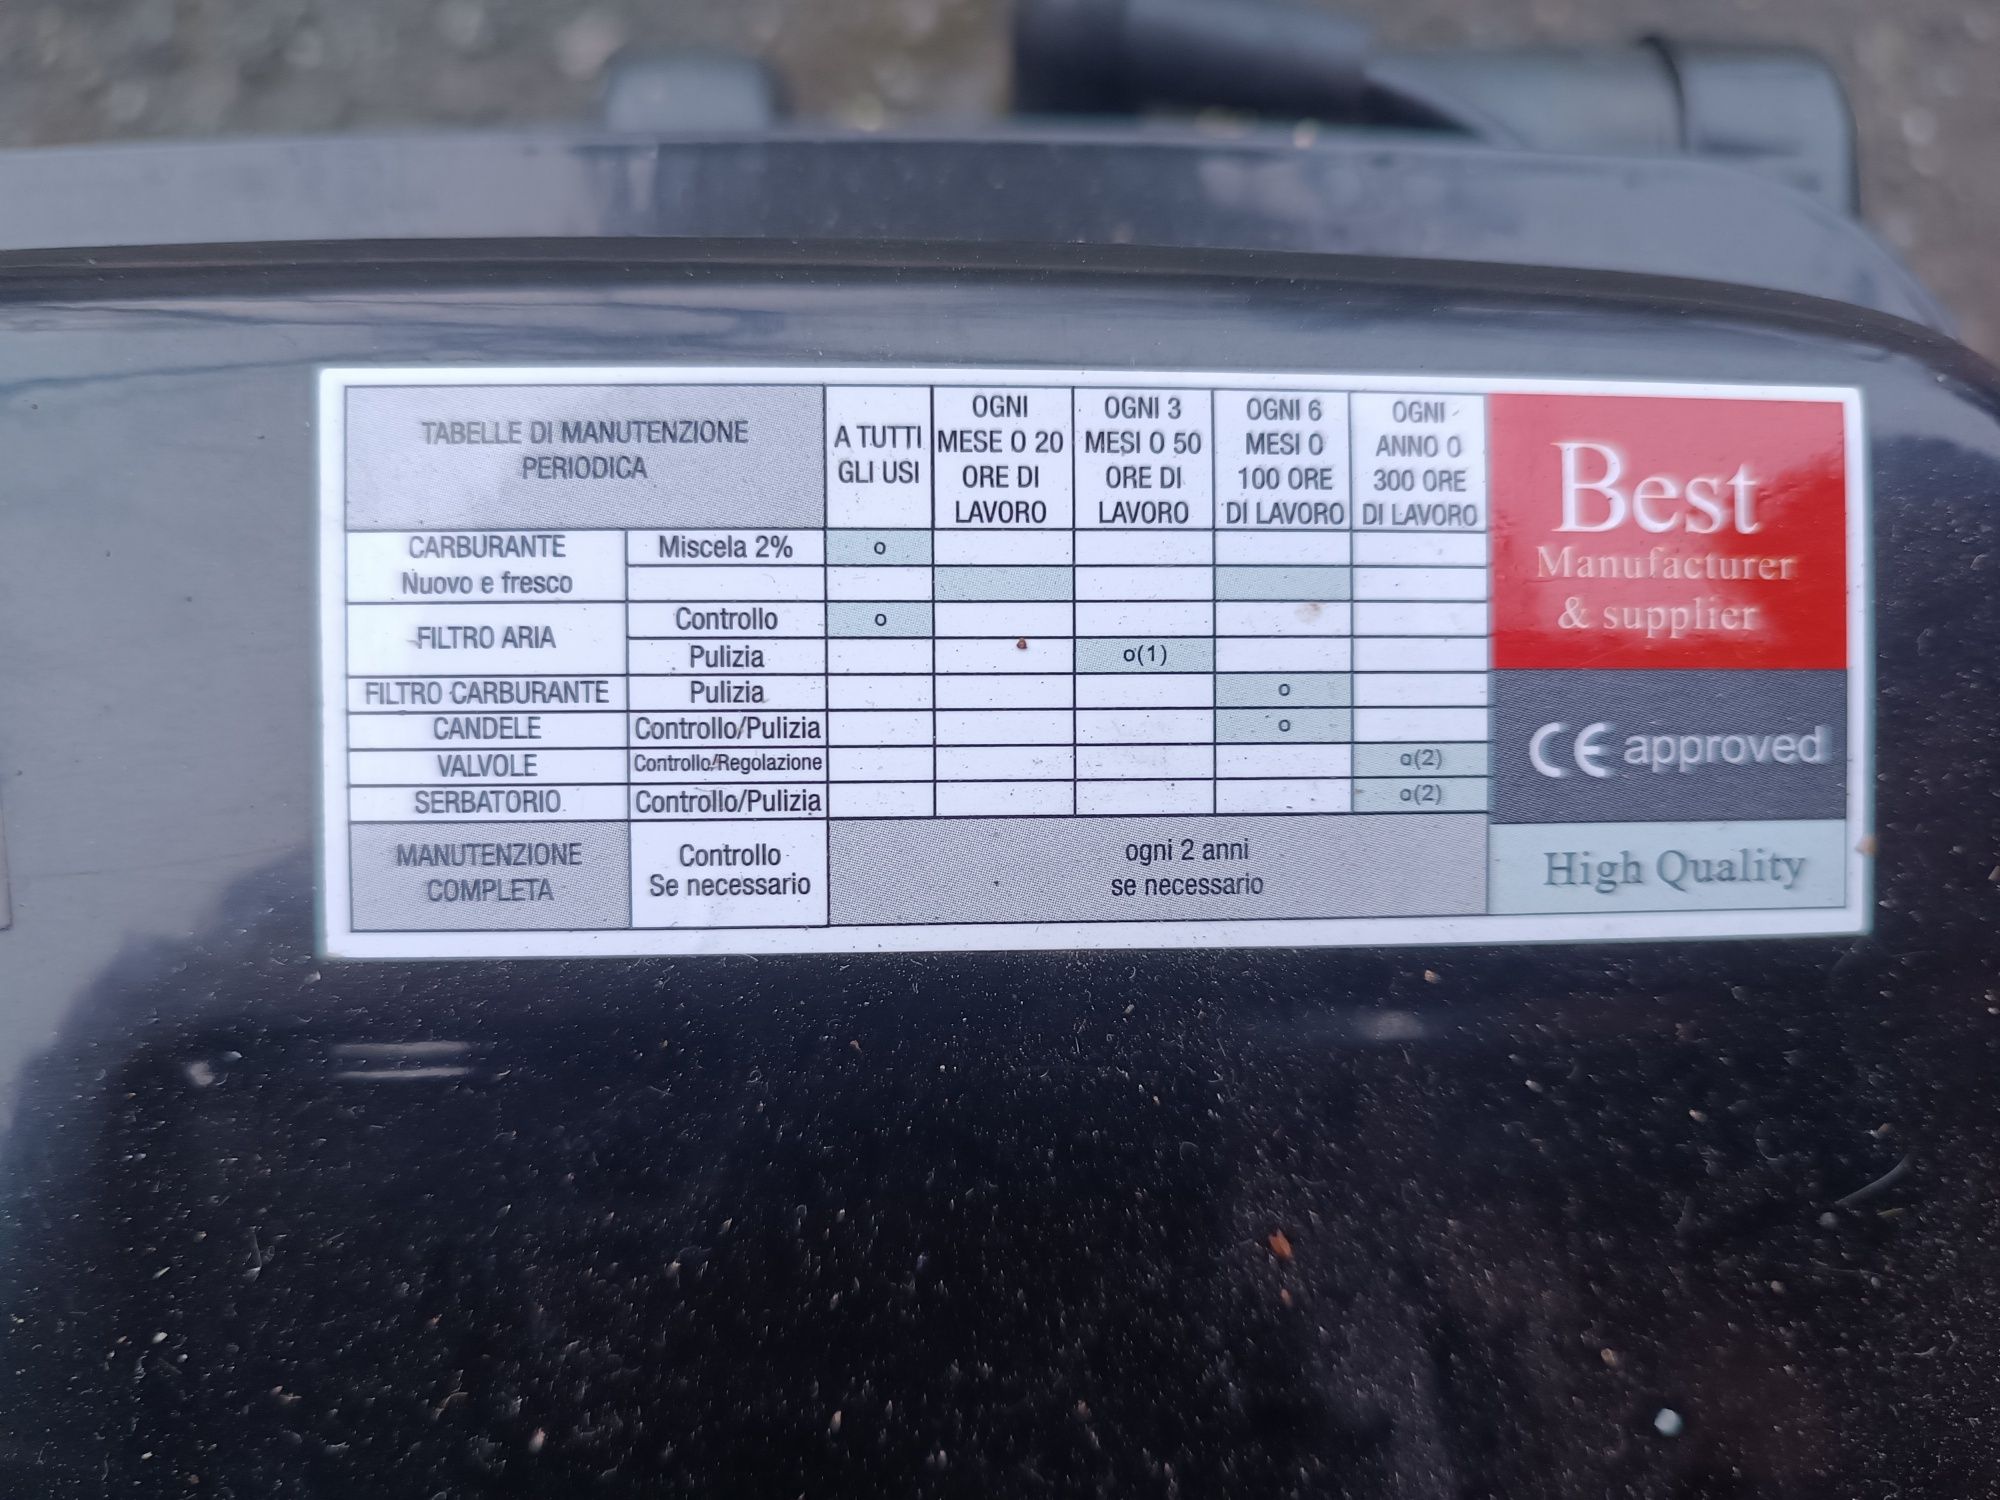 TABELLE DI MANUTENZIONE
PERIODICA
A TUTTI
GLI USI
OGNI
MESE O 20
ORE DI
LAVORO
OGNI 3
MESI O 50
ORE DI
LAVORO
OGNI 6
MESI O
100 ORE
DI LAVORO
OGNI
ANNO O
300 ORE
DI LAVORO
CARBURANTE
Nuovo e fresco
Miscela 2% o
FILTRO ARIA
Controllo o
Pulizia o(1)
FILTRO CARBURANTE Pulizia o
CANDELE Controllo/Pulizia o
VALVOLE Controllo/Regolazione o(2)
SERBATORIO Controllo/Pulizia o(2)
MANUTENZIONE
COMPLETA
Controllo
Se necessario
ogni 2 anni
se necessario
Best
Manufacturer
& supplier
CE approved
High Quality